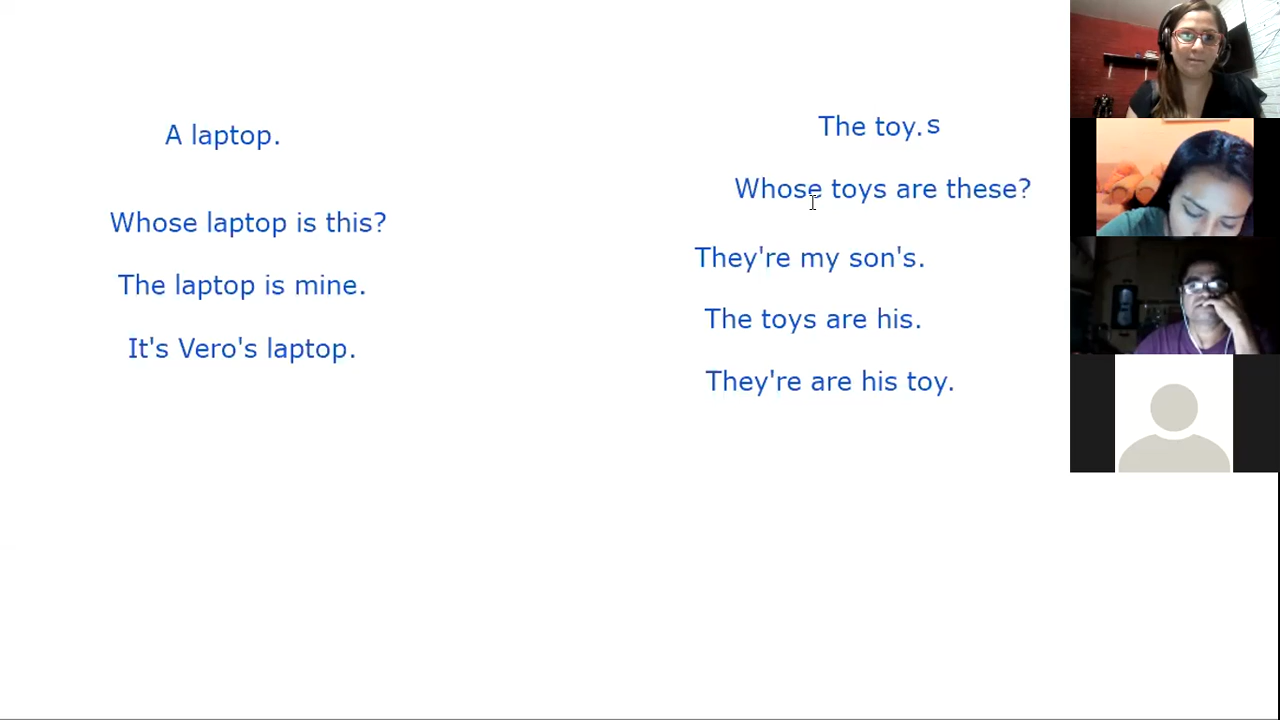 A laptop.
Whose laptop is this?
The laptop is mine.
It's Vero's laptop.
The toy. s
Whose toys are these?
They're my son's.
The toys are his.
They're are his toy.